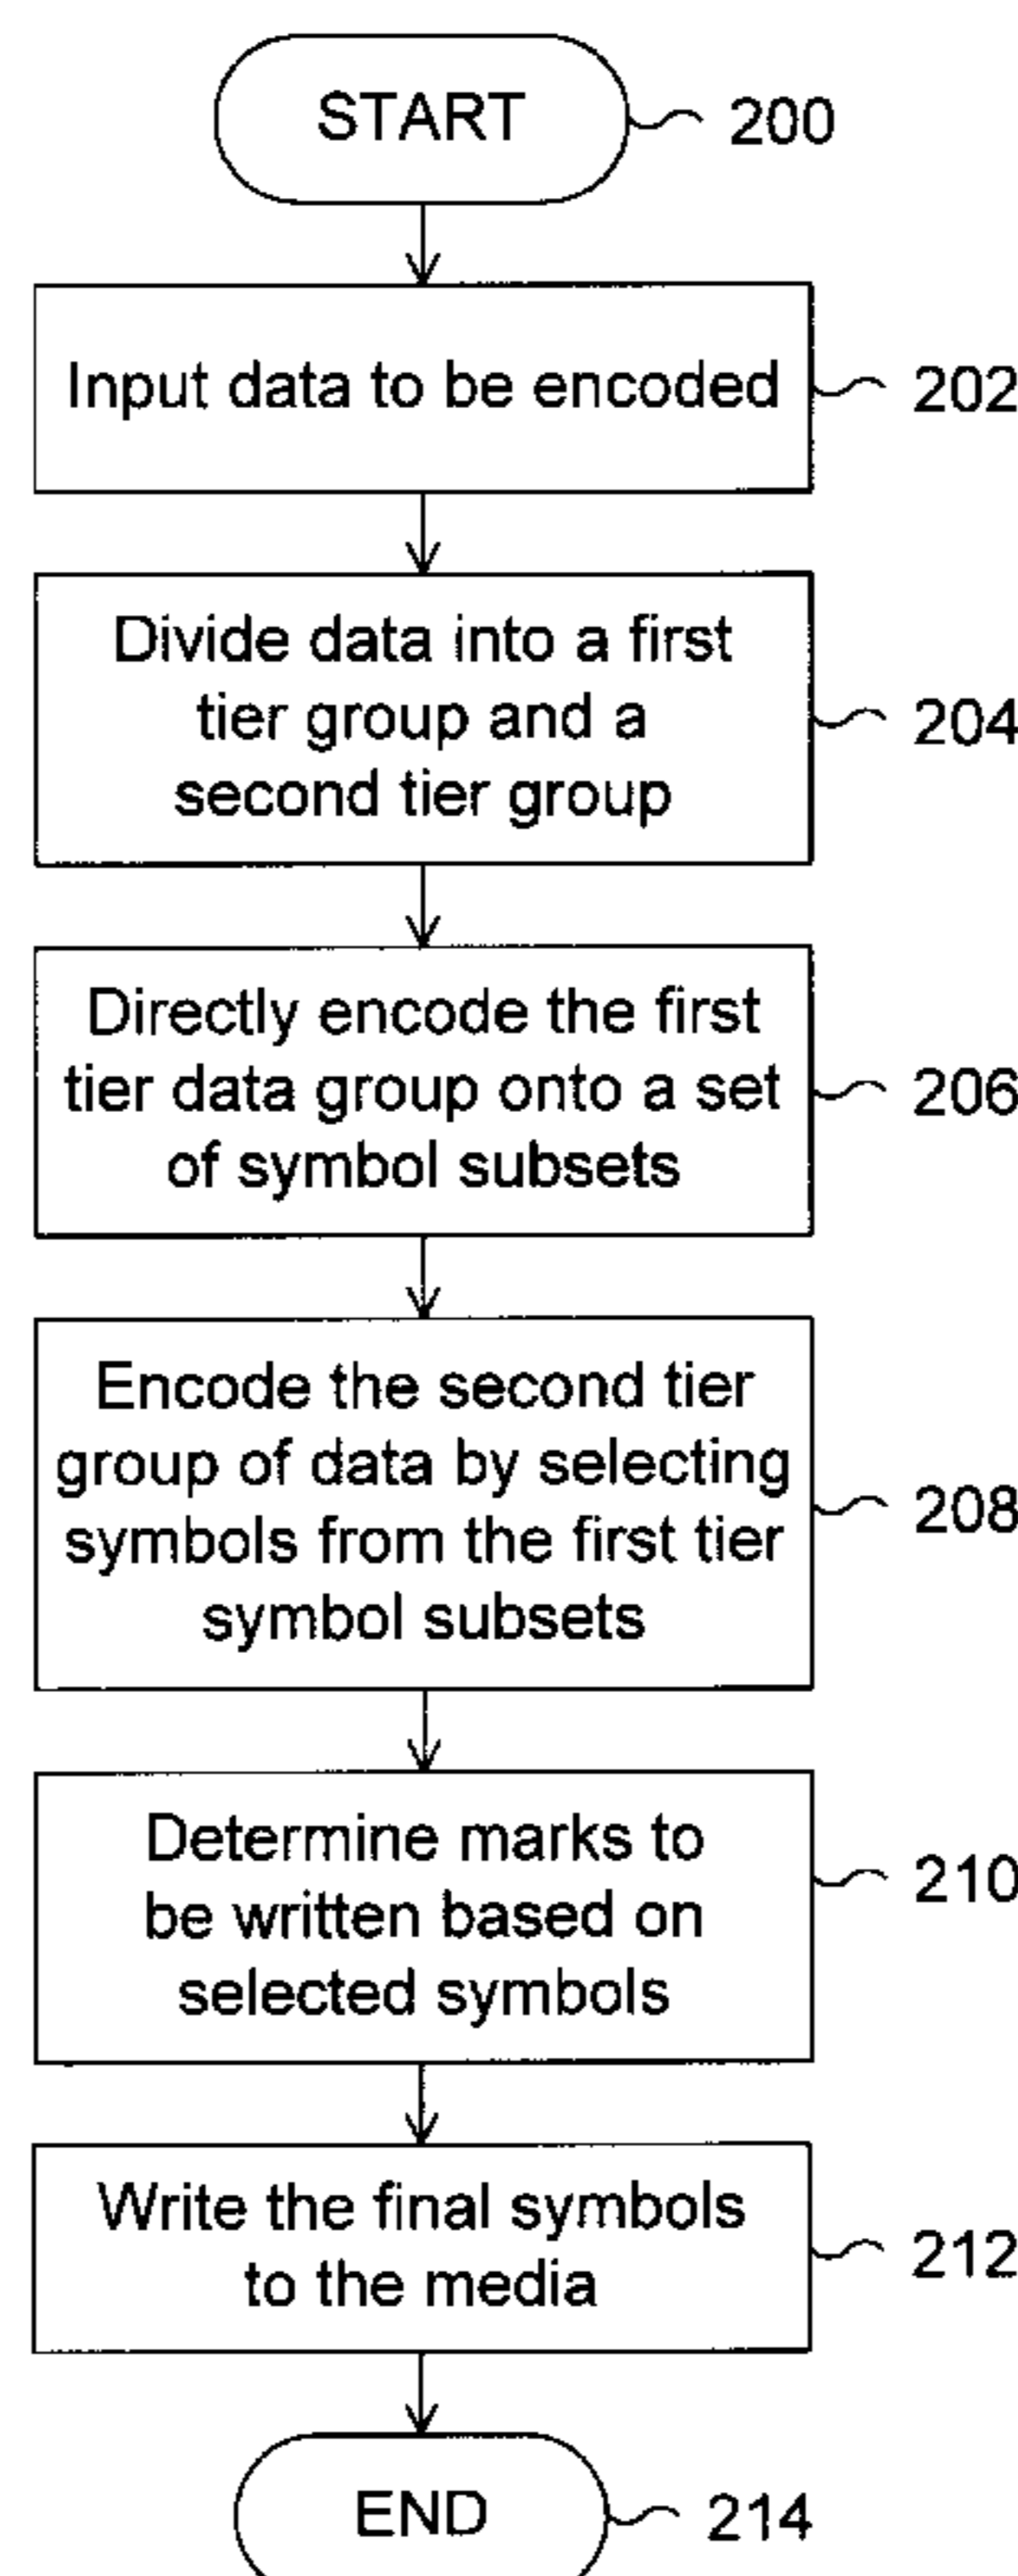 START
200
Input data to be encoded
202
Divide data into a first
tier group and a
second tier group
204
Directly encode the first
tier data group onto a set
of symbol subsets
206
Encode the second tier
group of data by selecting
symbols from the first tier
symbol subsets
208
Determine marks to
be written based on
selected symbols
210
Write the final symbols
to the media
212
END
214